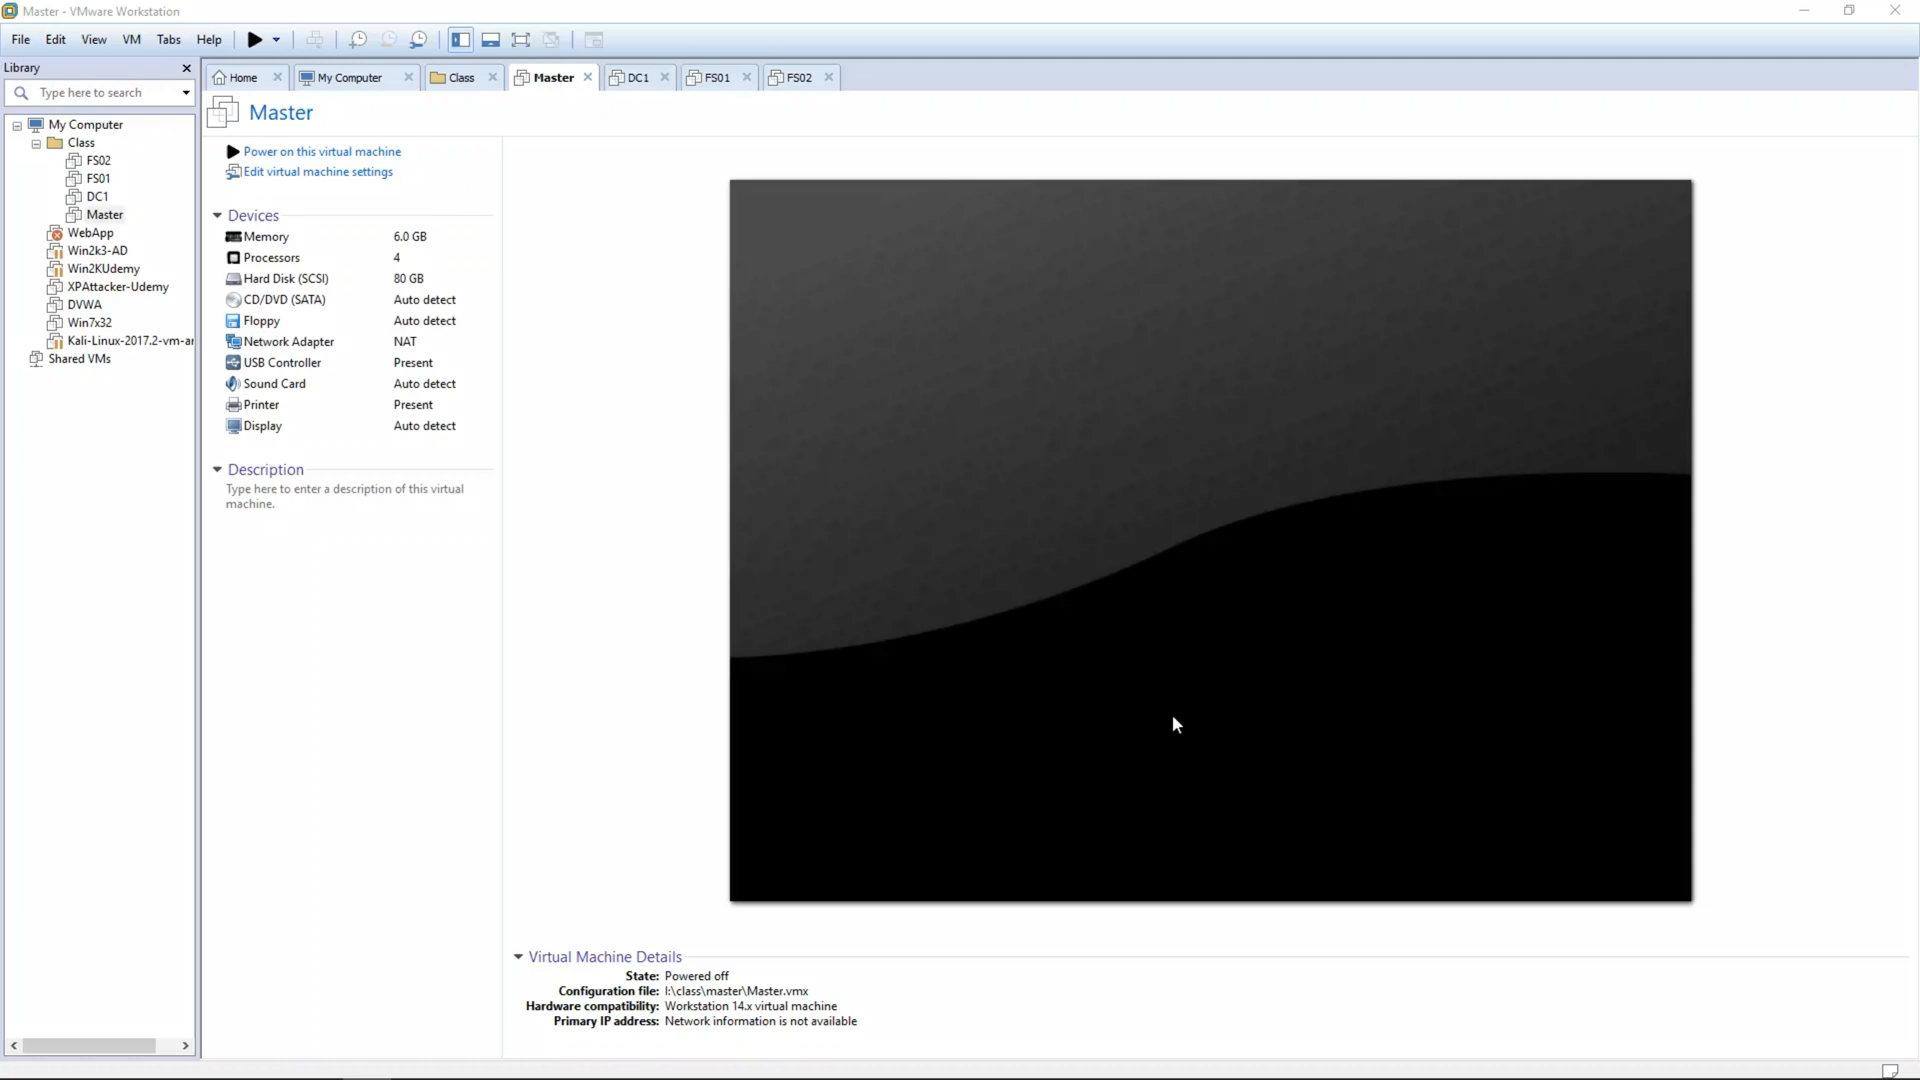 Master - VMware Workstation
File Edit View VM Tabs Help
Library
Type here to search
My Computer
Class
FS02
FS01
DC1
Master
WebApp
Win2k3-AD
Win2KUdemy
XPAttacker-Udemy
DVWA
Win7x32
Kali-Linux-2017.2-vm-ar
Shared VMs
Home My Computer Class Master DC1 FS01 FS02
Master
Power on this virtual machine
Edit virtual machine settings
Devices
Memory 6.0 GB
Processors 4
Hard Disk (SCSI) 80 GB
CD/DVD (SATA) Auto detect
Floppy Auto detect
Network Adapter NAT
USB Controller Present
Sound Card Auto detect
Printer Present
Display Auto detect
Description
Type here to enter a description of this virtual
machine.
Virtual Machine Details
State: Powered off
Configuration file: I:\class\master\Master.vmx
Hardware compatibility: Workstation 14.x virtual machine
Primary IP address: Network information is not available